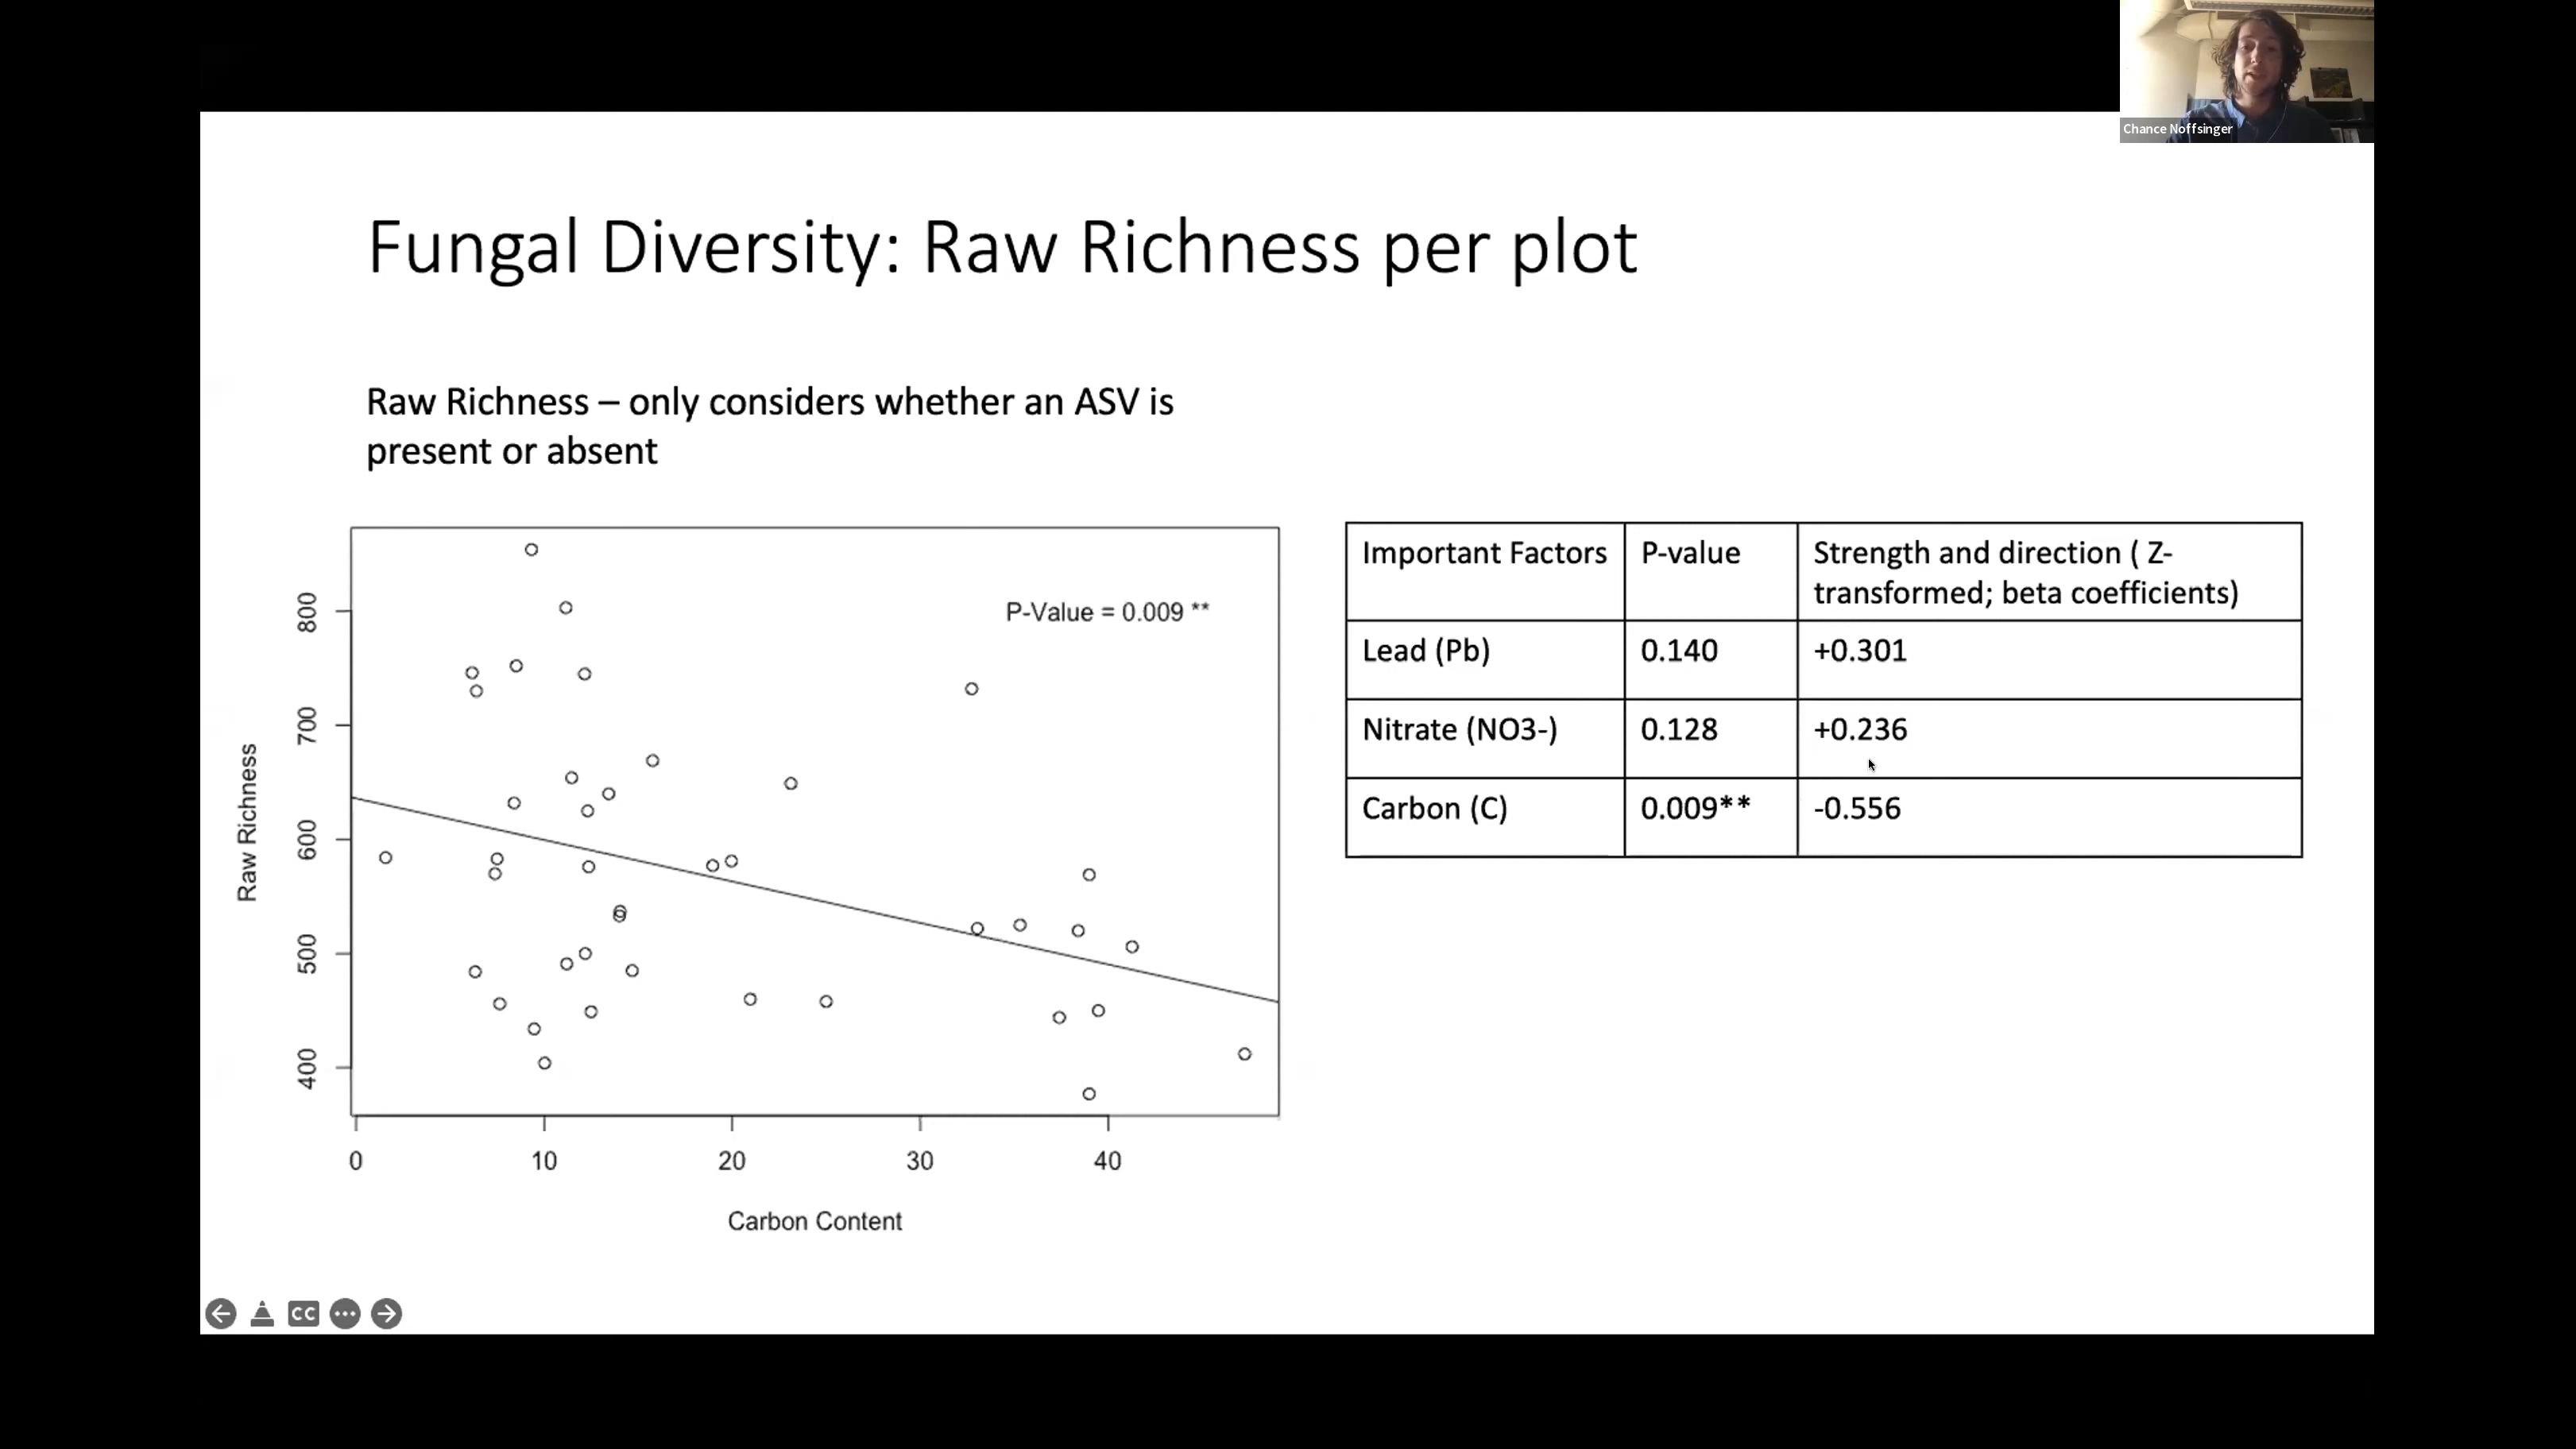 Chance Noffsinger
Fungal Diversity: Raw Richness per plot
Raw Richness – only considers whether an ASV is
present or absent
P-Value = 0.009 **
Raw Richness
800
700
600
500
400
0 10 20 30 40
Carbon Content
Important Factors P-value Strength and direction ( Z-
transformed; beta coefficients)
Lead (Pb) 0.140 +0.301
Nitrate (NO3-) 0.128 +0.236
Carbon (C) 0.009** -0.556
CC